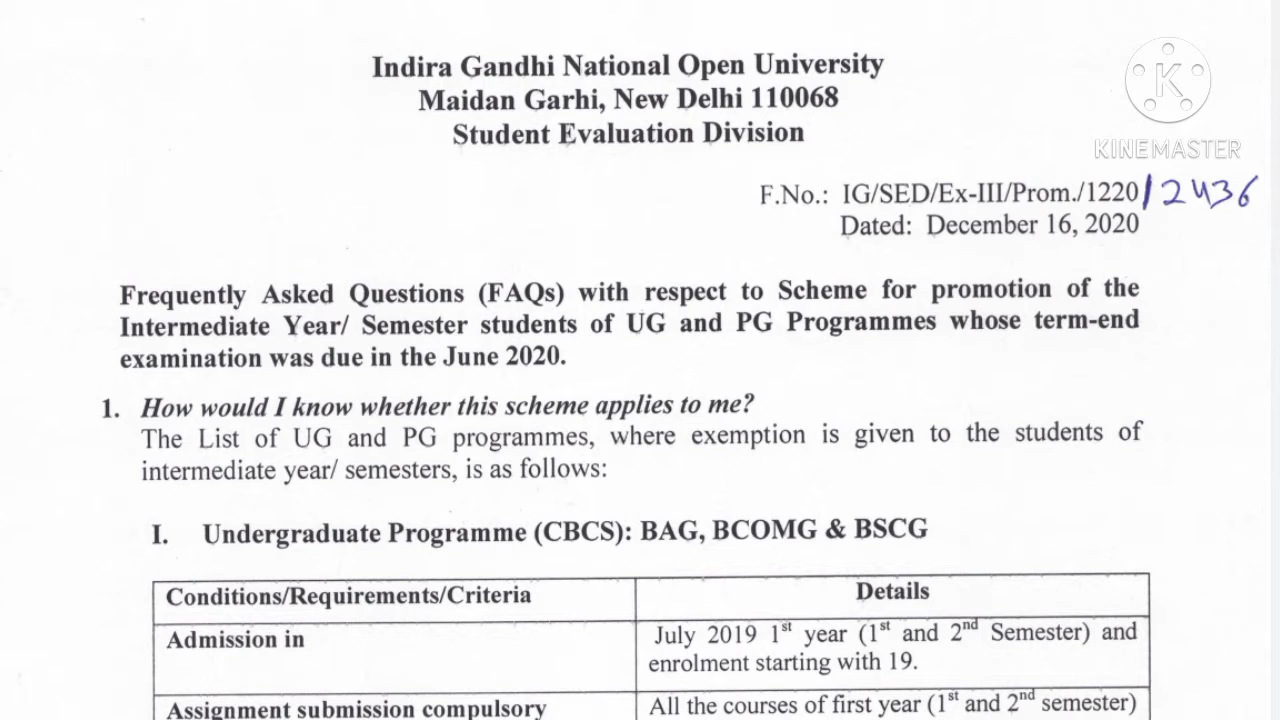 Indira Gandhi National Open University
Maidan Garhi, New Delhi 110068
Student Evaluation Division
K
KINEMASTER
F.No.: IG/SED/Ex-III/Prom./1220/2436
Dated: December 16, 2020
Frequently Asked Questions (FAQs) with respect to Scheme for promotion of the
Intermediate Year/ Semester students of UG and PG Programmes whose term-end
examination was due in the June 2020.
1. How would I know whether this scheme applies to me?
The List of UG and PG programmes, where exemption is given to the students of
intermediate year/ semesters, is as follows:
I. Undergraduate Programme (CBCS): BAG, BCOMG & BSCG
Conditions/Requirements/Criteria
Details
Admission in
July 2019 1st year (1st and 2nd Semester) and
enrolment starting with 19.
Assignment submission compulsory
All the courses of first year (1st and 2nd semester)